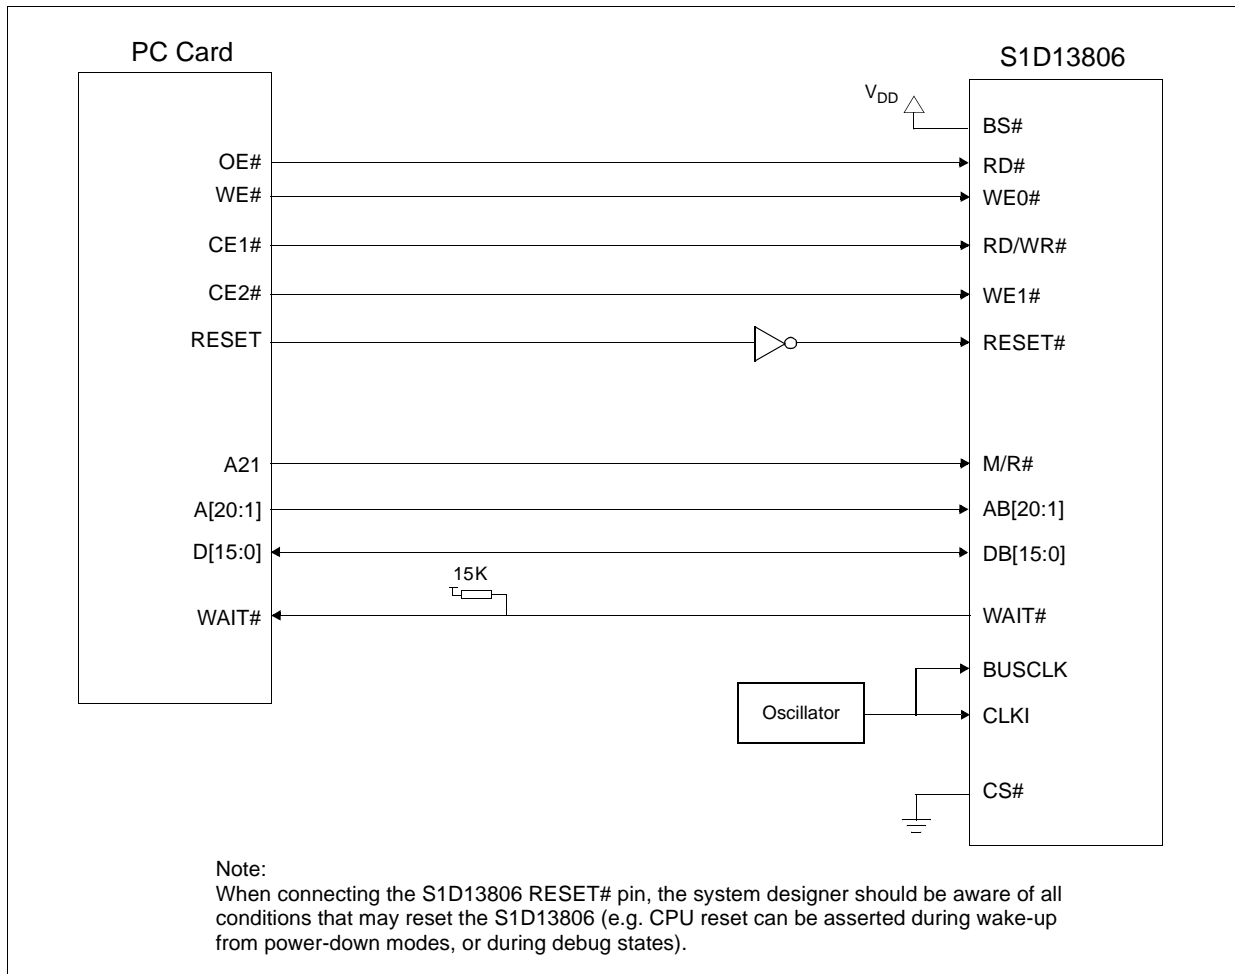 PC Card
S1D13806
VDD
BS#
OE#
RD#
WE#
WE0#
CE1#
RD/WR#
CE2#
WE1#
RESET
RESET#
A21
M/R#
A[20:1]
AB[20:1]
D[15:0]
DB[15:0]
15K
WAIT#
WAIT#
BUSCLK
Oscillator
CLKI
CS#
Note:
When connecting the S1D13806 RESET# pin, the system designer should be aware of all
conditions that may reset the S1D13806 (e.g. CPU reset can be asserted during wake-up
from power-down modes, or during debug states).